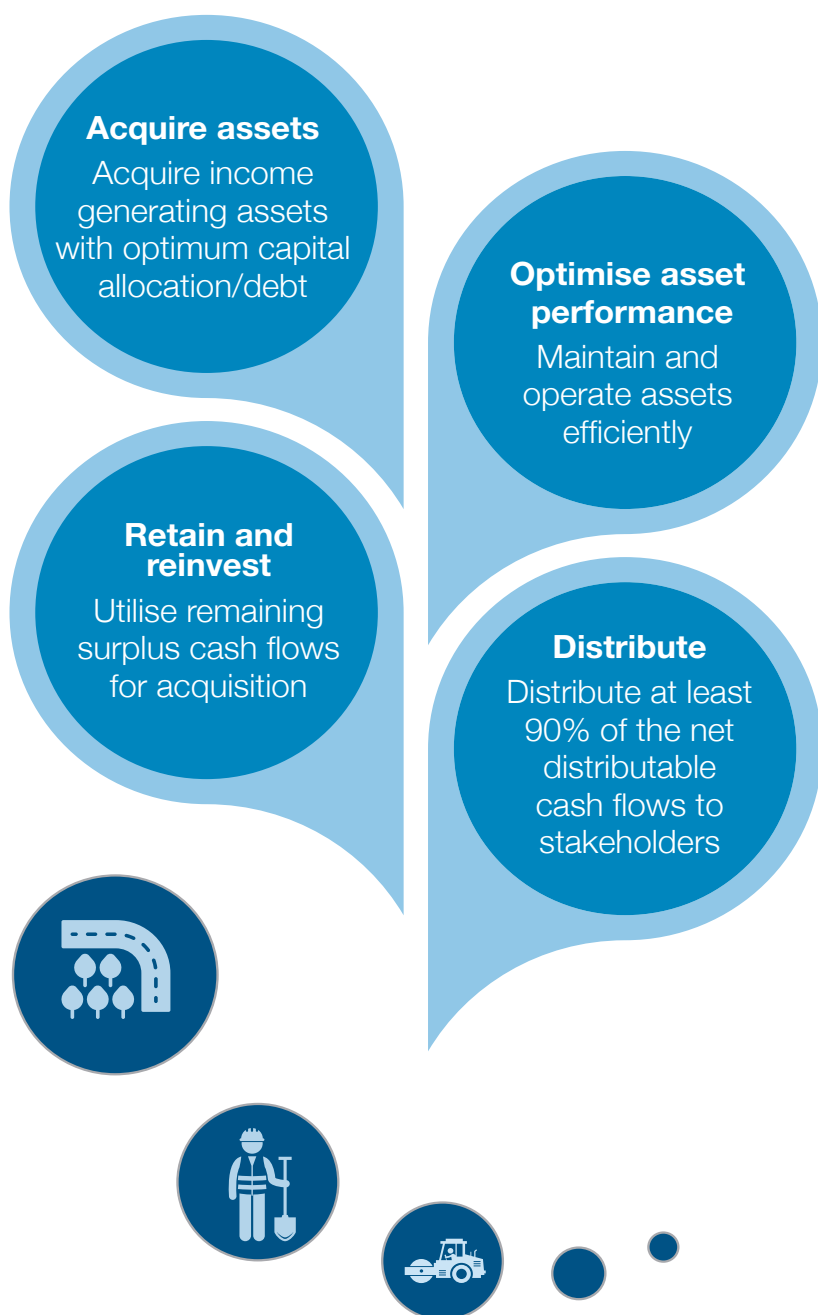 Acquire assets
Acquire income
generating assets
with optimum capital
allocation/debt
Optimise asset
performance
Maintain and
operate assets
efficiently
Retain and
reinvest
Utilise remaining
surplus cash flows
for acquisition
Distribute
Distribute at least
90% of the net
distributable
cash flows to
stakeholders